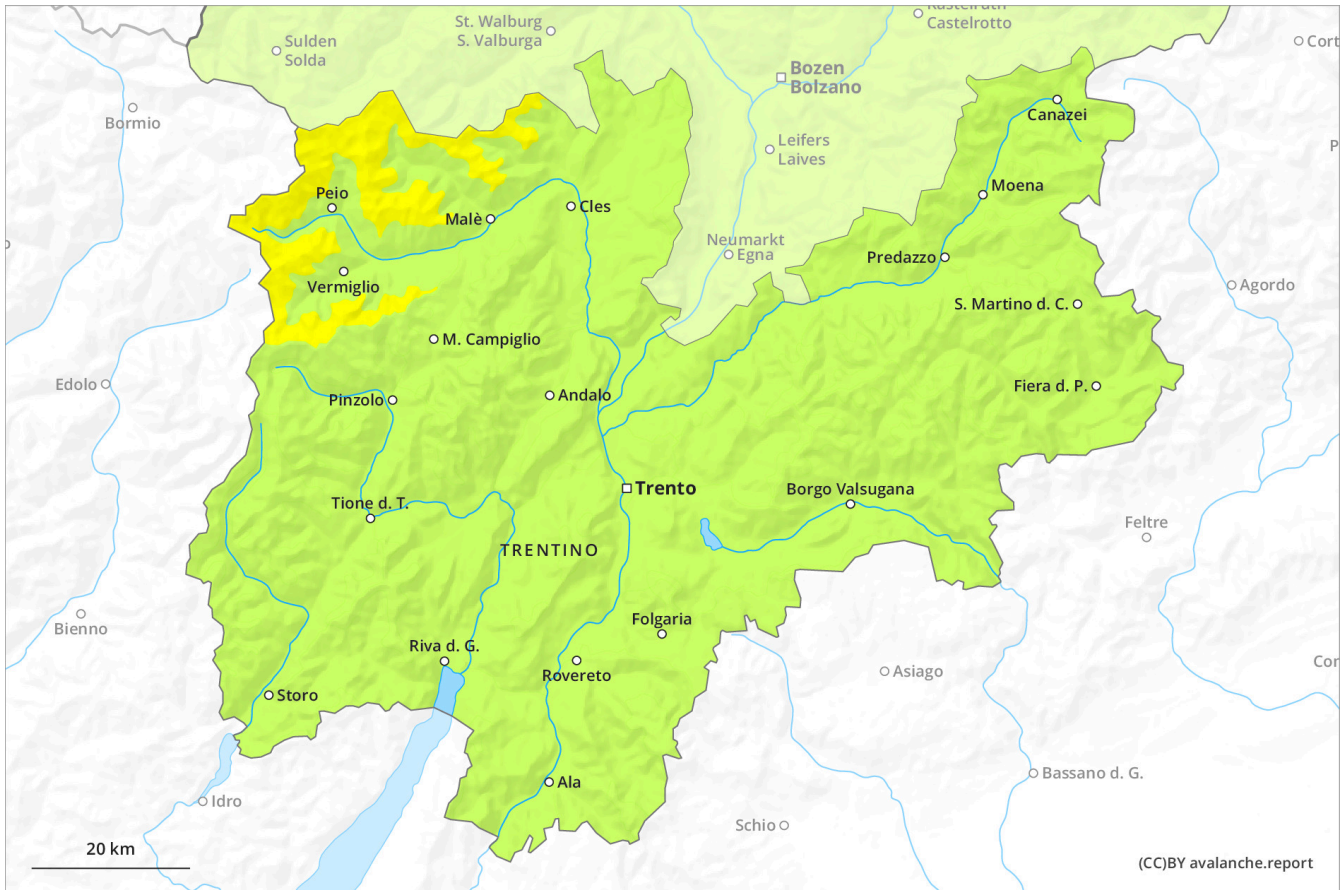 Kastelruth
Castelrotto
St. Walburg
S. Valburga
Sulden
Solda
Cort
Bozen
Bolzano
Bormio
Canazei
Leifers
Laives
Moena
Peio
Malè
Cles
Neumarkt
Egna
Predazzo
Vermiglio
Agordo
S. Martino d. C.
M. Campiglio
Edolo
Pinzolo
Andalo
Fiera d. P.
Trento
Borgo Valsugana
Tione d. T.
Feltre
TRENTINO
Bienno
Folgaria
Riva d. G.
Rovereto
Asiago
Cor
Storo
Ala
Bassano d. G.
Idro
Schio
20 km
(CC)BY avalanche.report